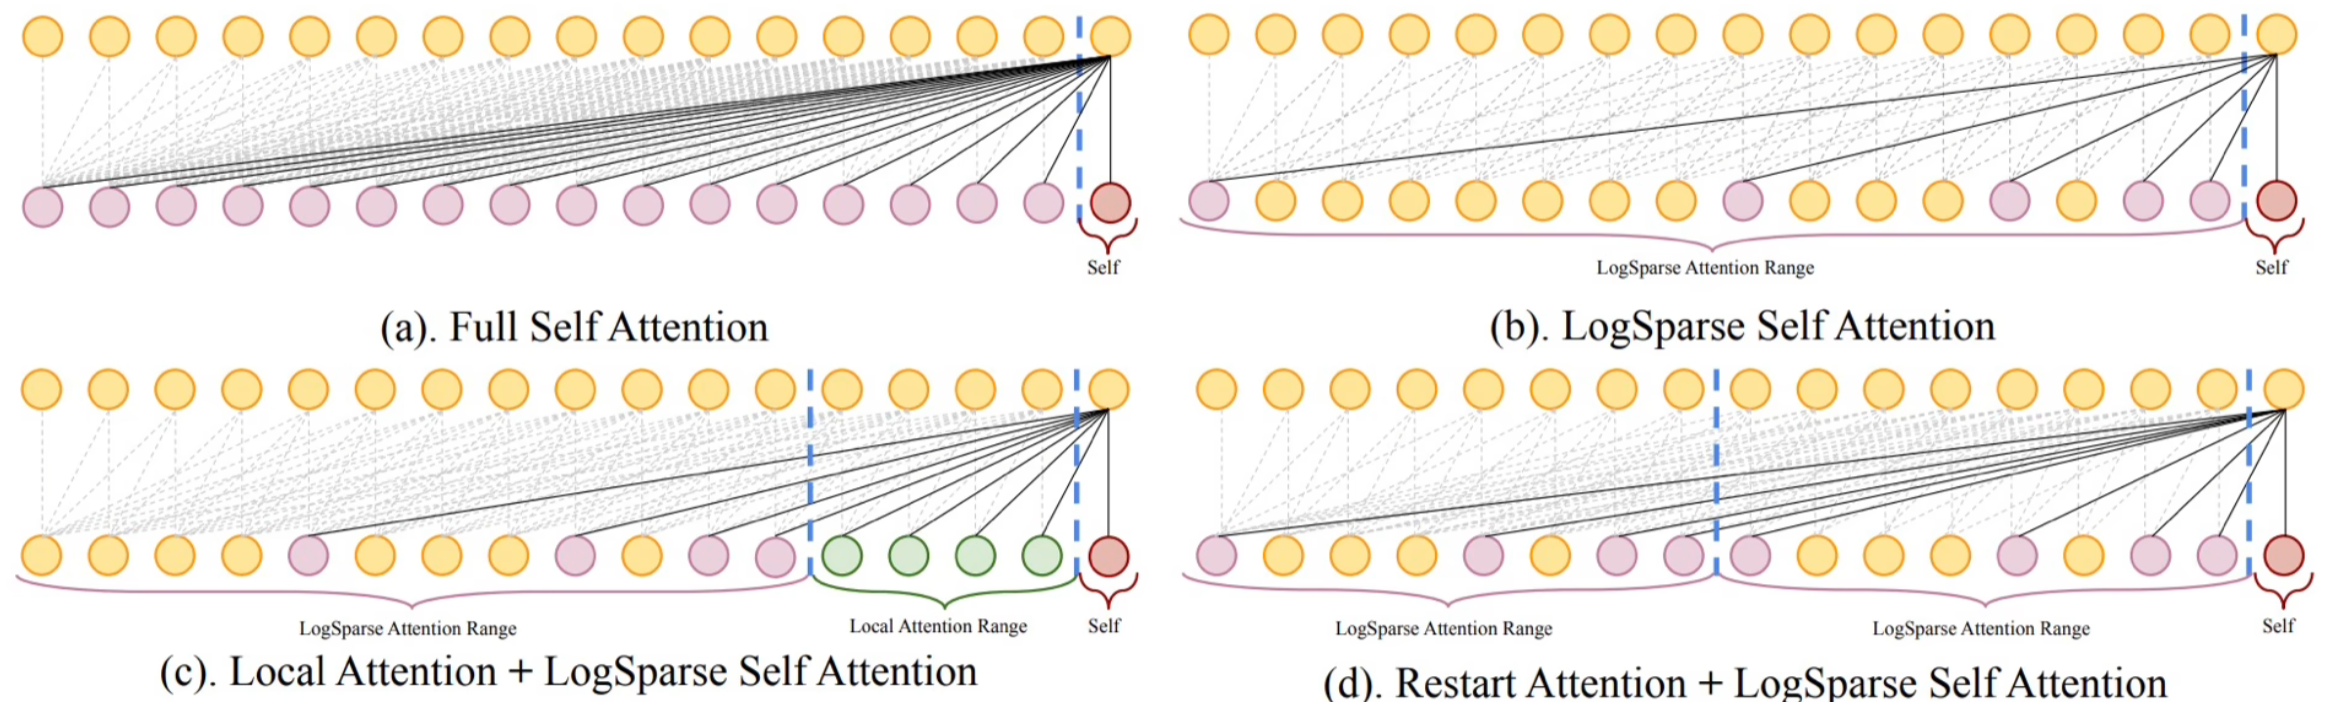 Self
LogSparse Attention Range
Self
(a). Full Self Attention
(b). LogSparse Self Attention
LogSparse Attention Range
Local Attention Range
Self
LogSparse Attention Range
LogSparse Attention Range
Self
(c). Local Attention + LogSparse Self Attention
(d). Restart Attention + LogSparse Self Attention